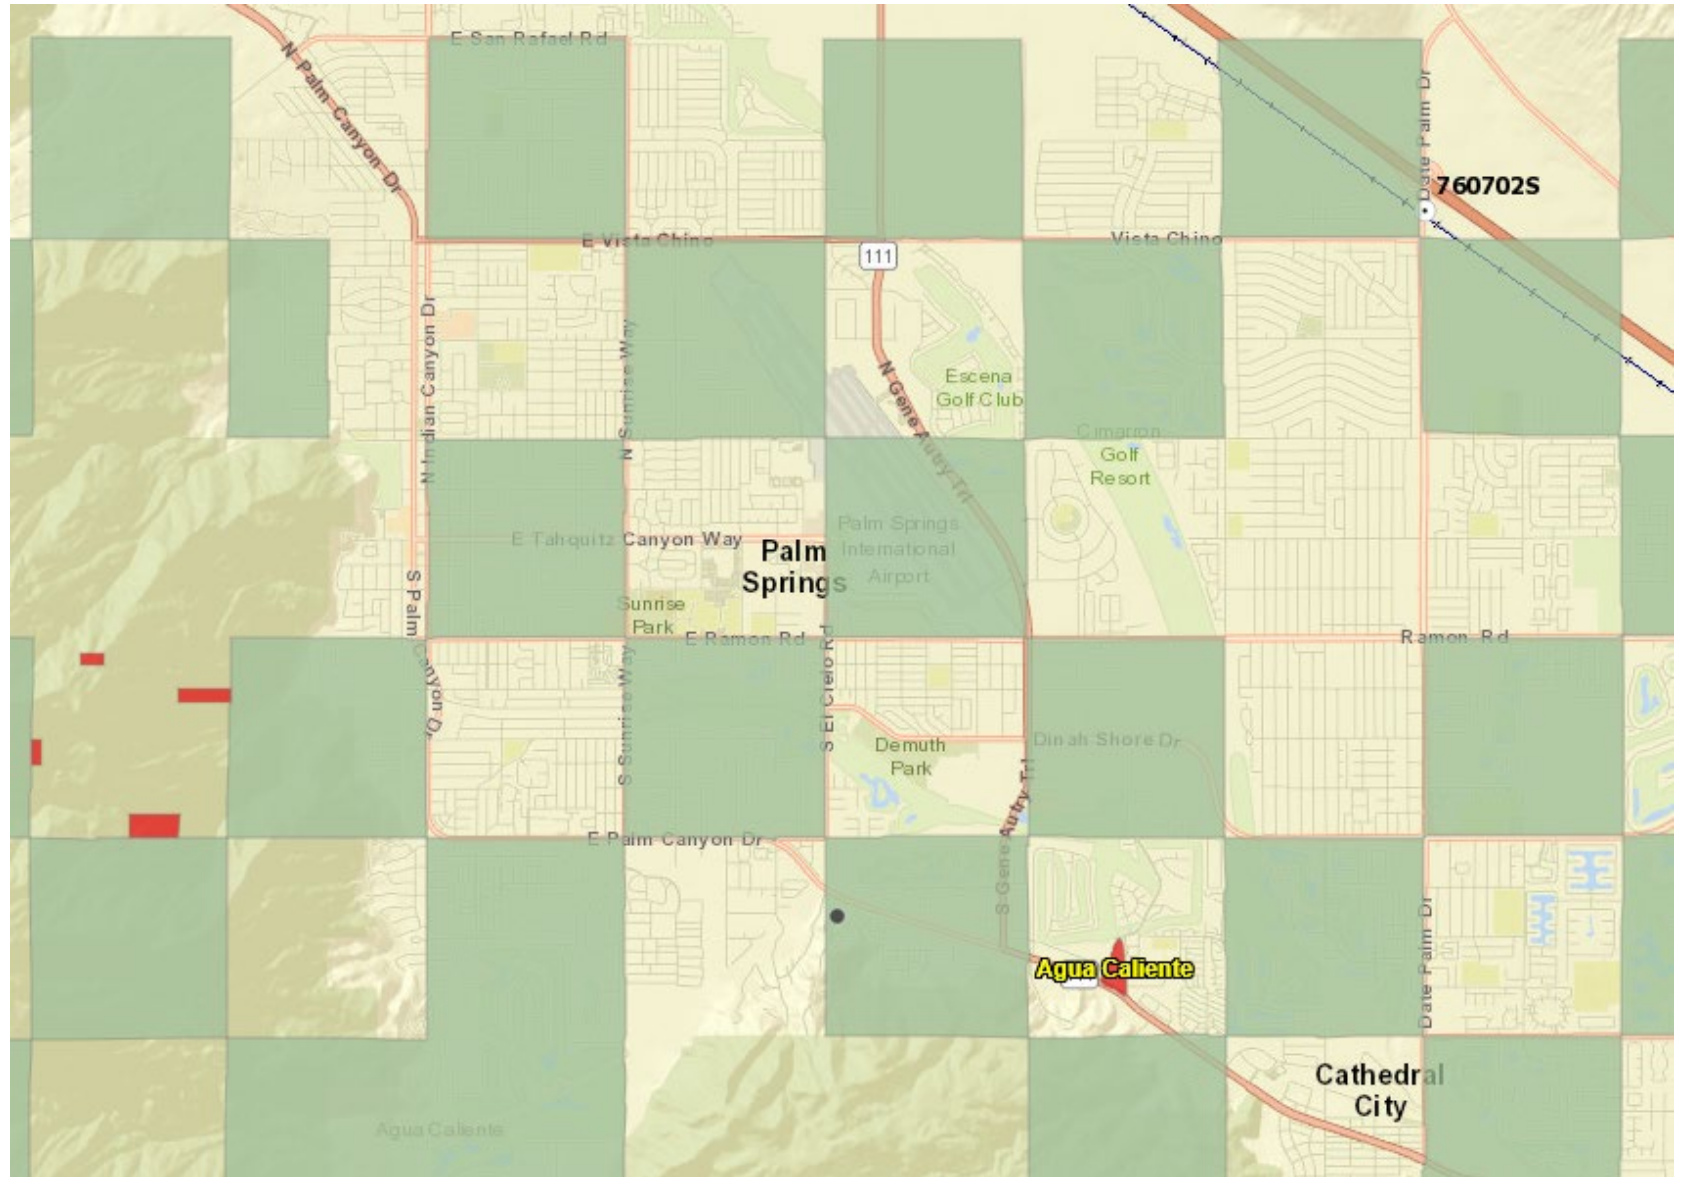 E San Rafael Rd
N Palm Canyon Dr
Date Palm Dr
760702S
E Vista Chino
Vista Chino
111
N Indian Canyon Dr
N Sunrise Way
N Gene Autry Trl
Escena
Golf Club
Cimarron
Golf
Resort
E Tahquitz Canyon Way
Palm
Springs
Palm Springs
International
Airport
S Palm Canyon Dr
Sunrise
Park
E Ramon Rd
Ramon Rd
S Sunrise Way
S El Cielo Rd
Demuth
Park
Dinah Shore Dr
S Gene Autry Trl
E Palm Canyon Dr
Agua Caliente
Date Palm Dr
Cathedral
City
Agua Caliente